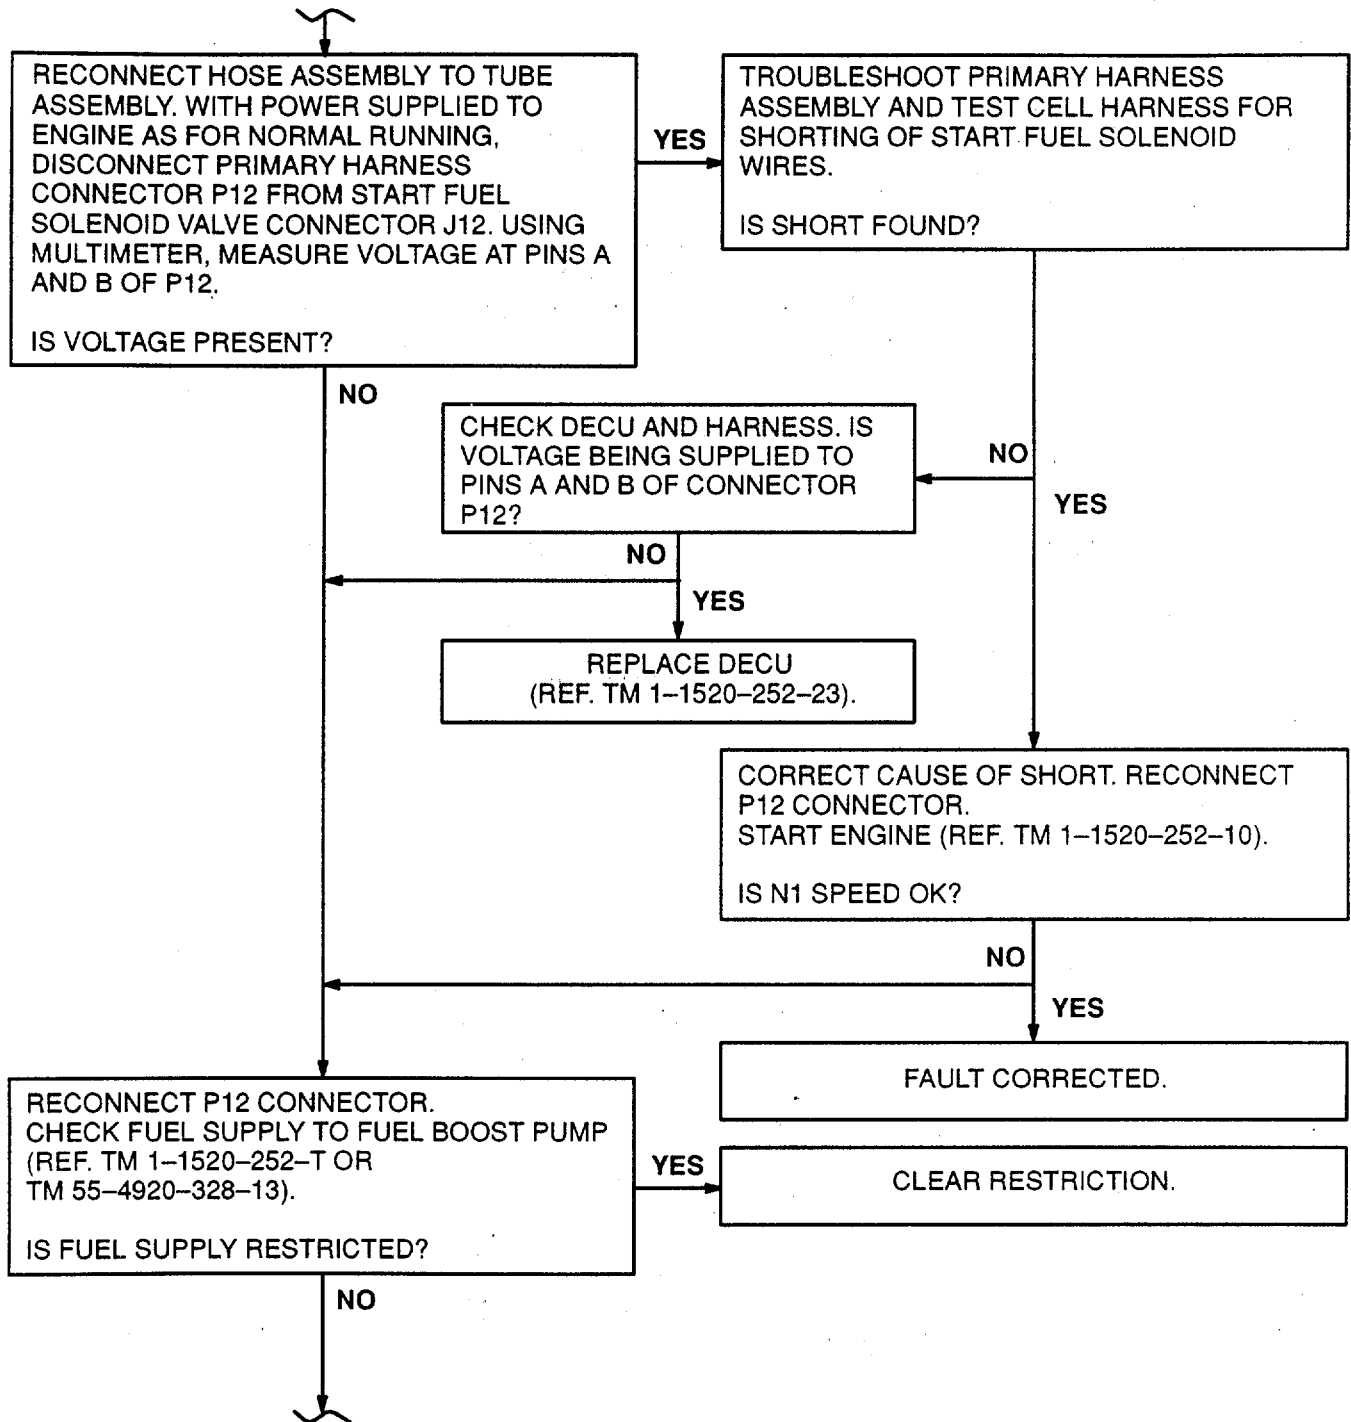 RECONNECT HOSE ASSEMBLY TO TUBE
ASSEMBLY. WITH POWER SUPPLIED TO
ENGINE AS FOR NORMAL RUNNING,
DISCONNECT PRIMARY HARNESS
CONNECTOR P12 FROM START FUEL
SOLENOID VALVE CONNECTOR J12. USING
MULTIMETER, MEASURE VOLTAGE AT PINS A
AND B OF P12.
IS VOLTAGE PRESENT?
YES
TROUBLESHOOT PRIMARY HARNESS
ASSEMBLY AND TEST CELL HARNESS FOR
SHORTING OF START FUEL SOLENOID
WIRES.
IS SHORT FOUND?
NO
CHECK DECU AND HARNESS. IS
VOLTAGE BEING SUPPLIED TO
PINS A AND B OF CONNECTOR
P12?
NO
YES
NO
YES
REPLACE DECU
(REF. TM 1–1520–252–23).
CORRECT CAUSE OF SHORT. RECONNECT
P12 CONNECTOR.
START ENGINE (REF. TM 1–1520–252–10).
IS N1 SPEED OK?
NO
YES
FAULT CORRECTED.
RECONNECT P12 CONNECTOR.
CHECK FUEL SUPPLY TO FUEL BOOST PUMP
(REF. TM 1–1520–252–T OR
TM 55–4920–328–13).
IS FUEL SUPPLY RESTRICTED?
YES
CLEAR RESTRICTION.
NO